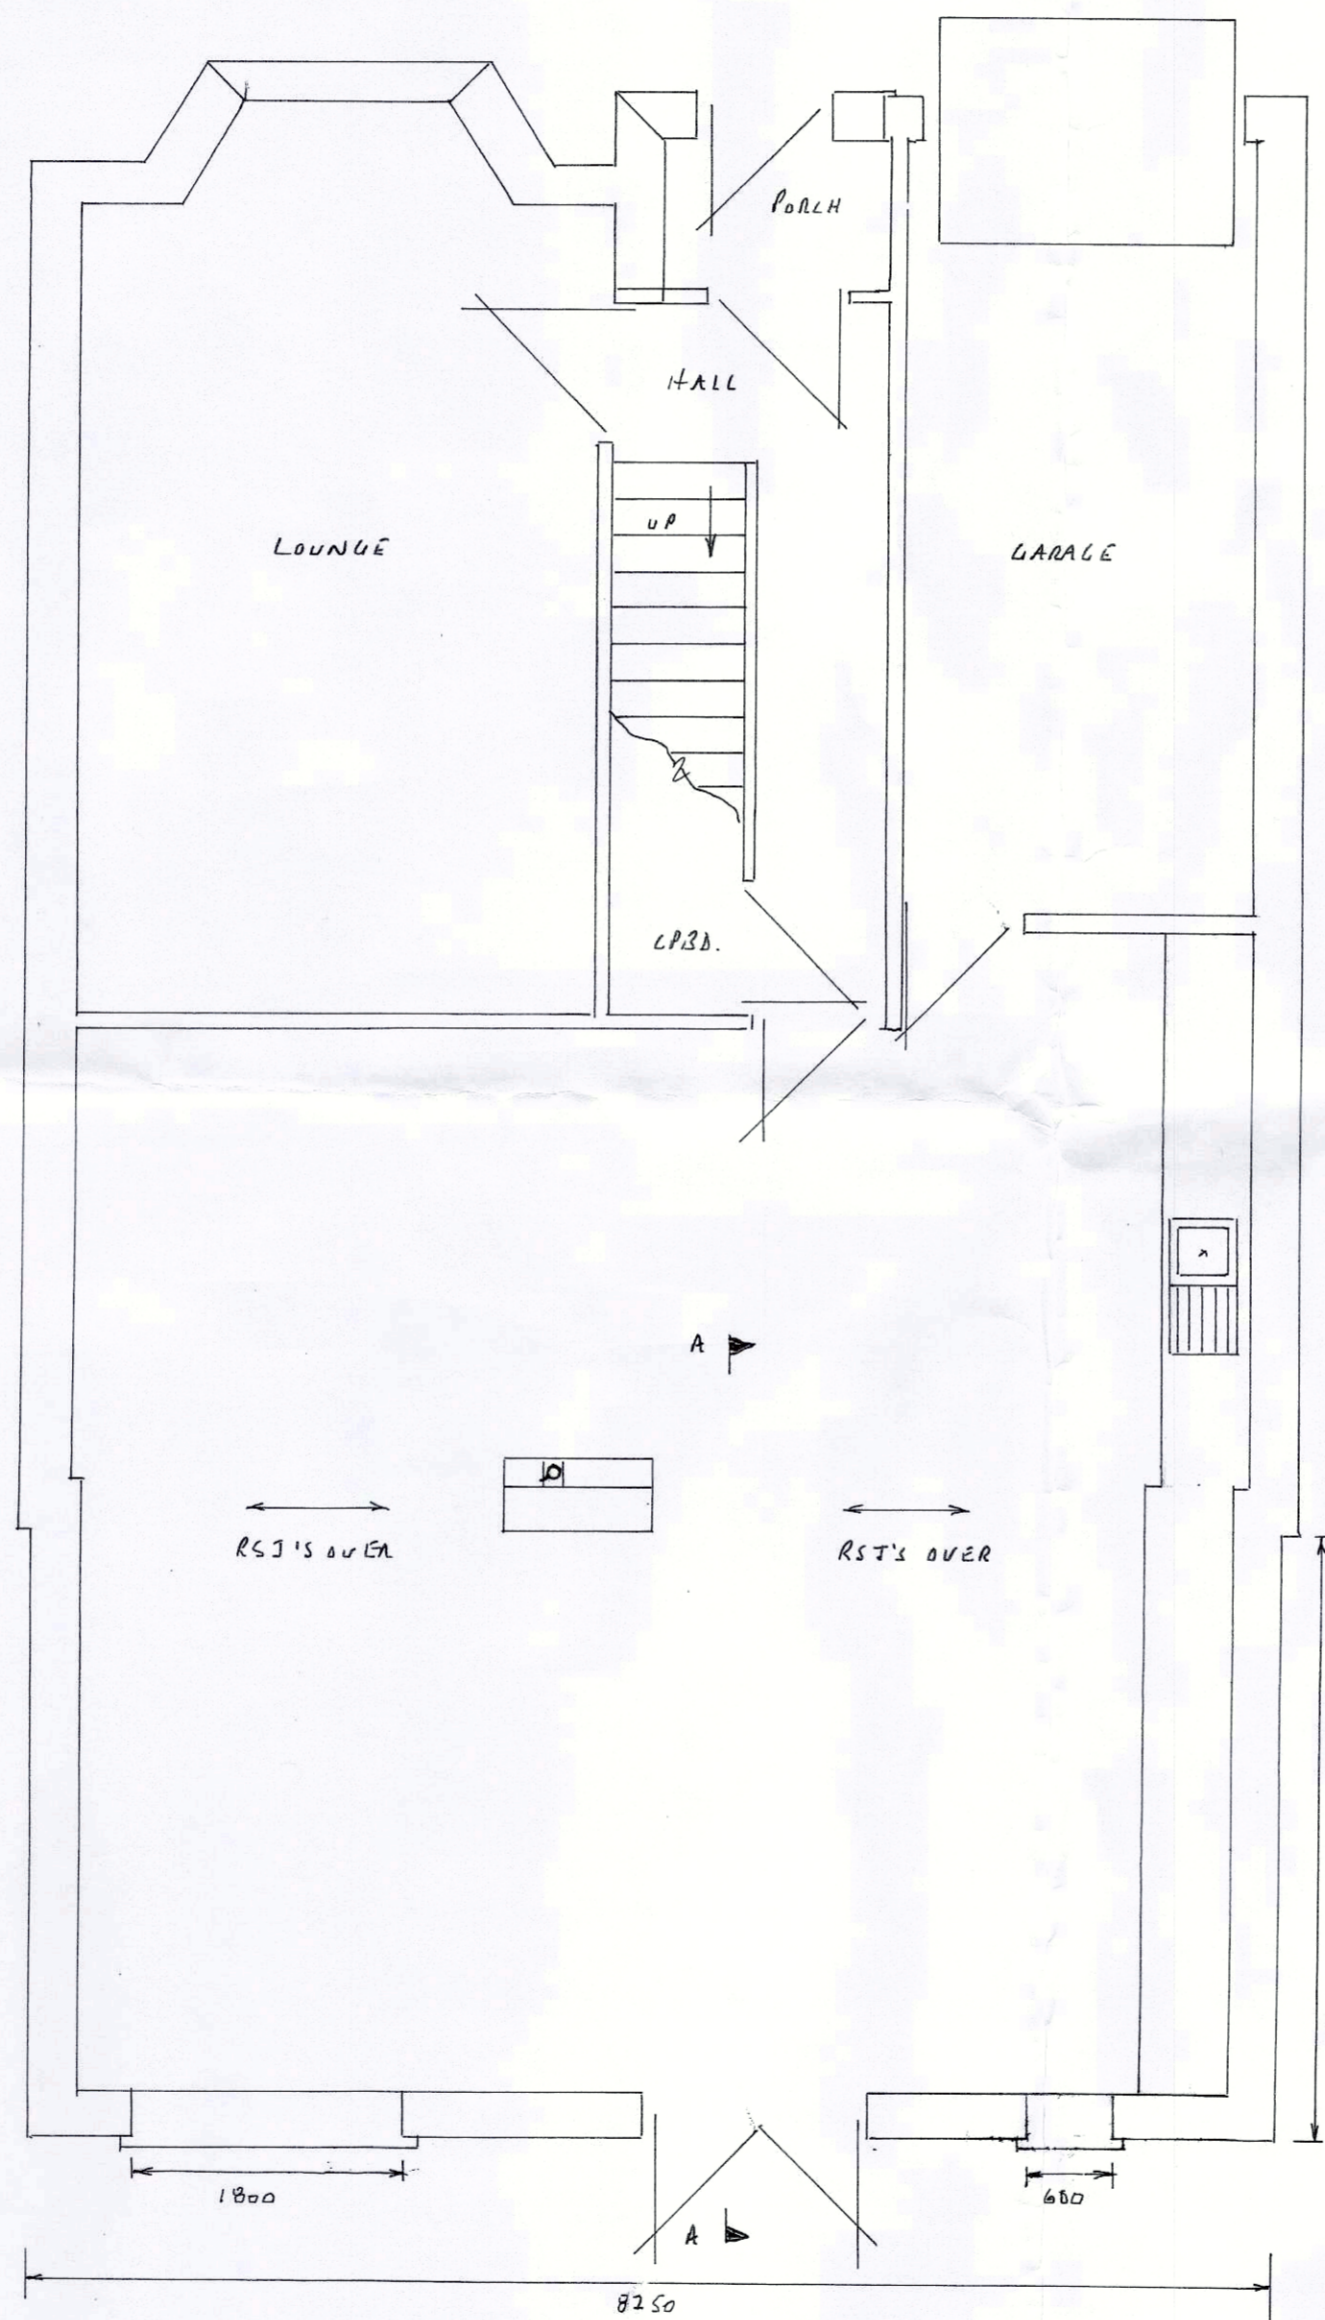 PORCH
HALL
UP
LOUNGE
GARAGE
CPBD.
A
RSJ'S OVER
RSJ'S OVER
1800
600
A
8250